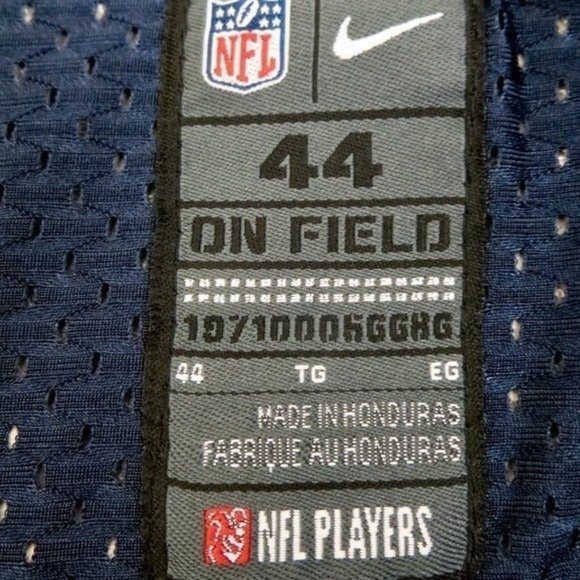 NFL
44
ON FIELD
44 TG EG
MADE IN HONDURAS
FABRIQUE AU HONDURAS
NFL PLAYERS